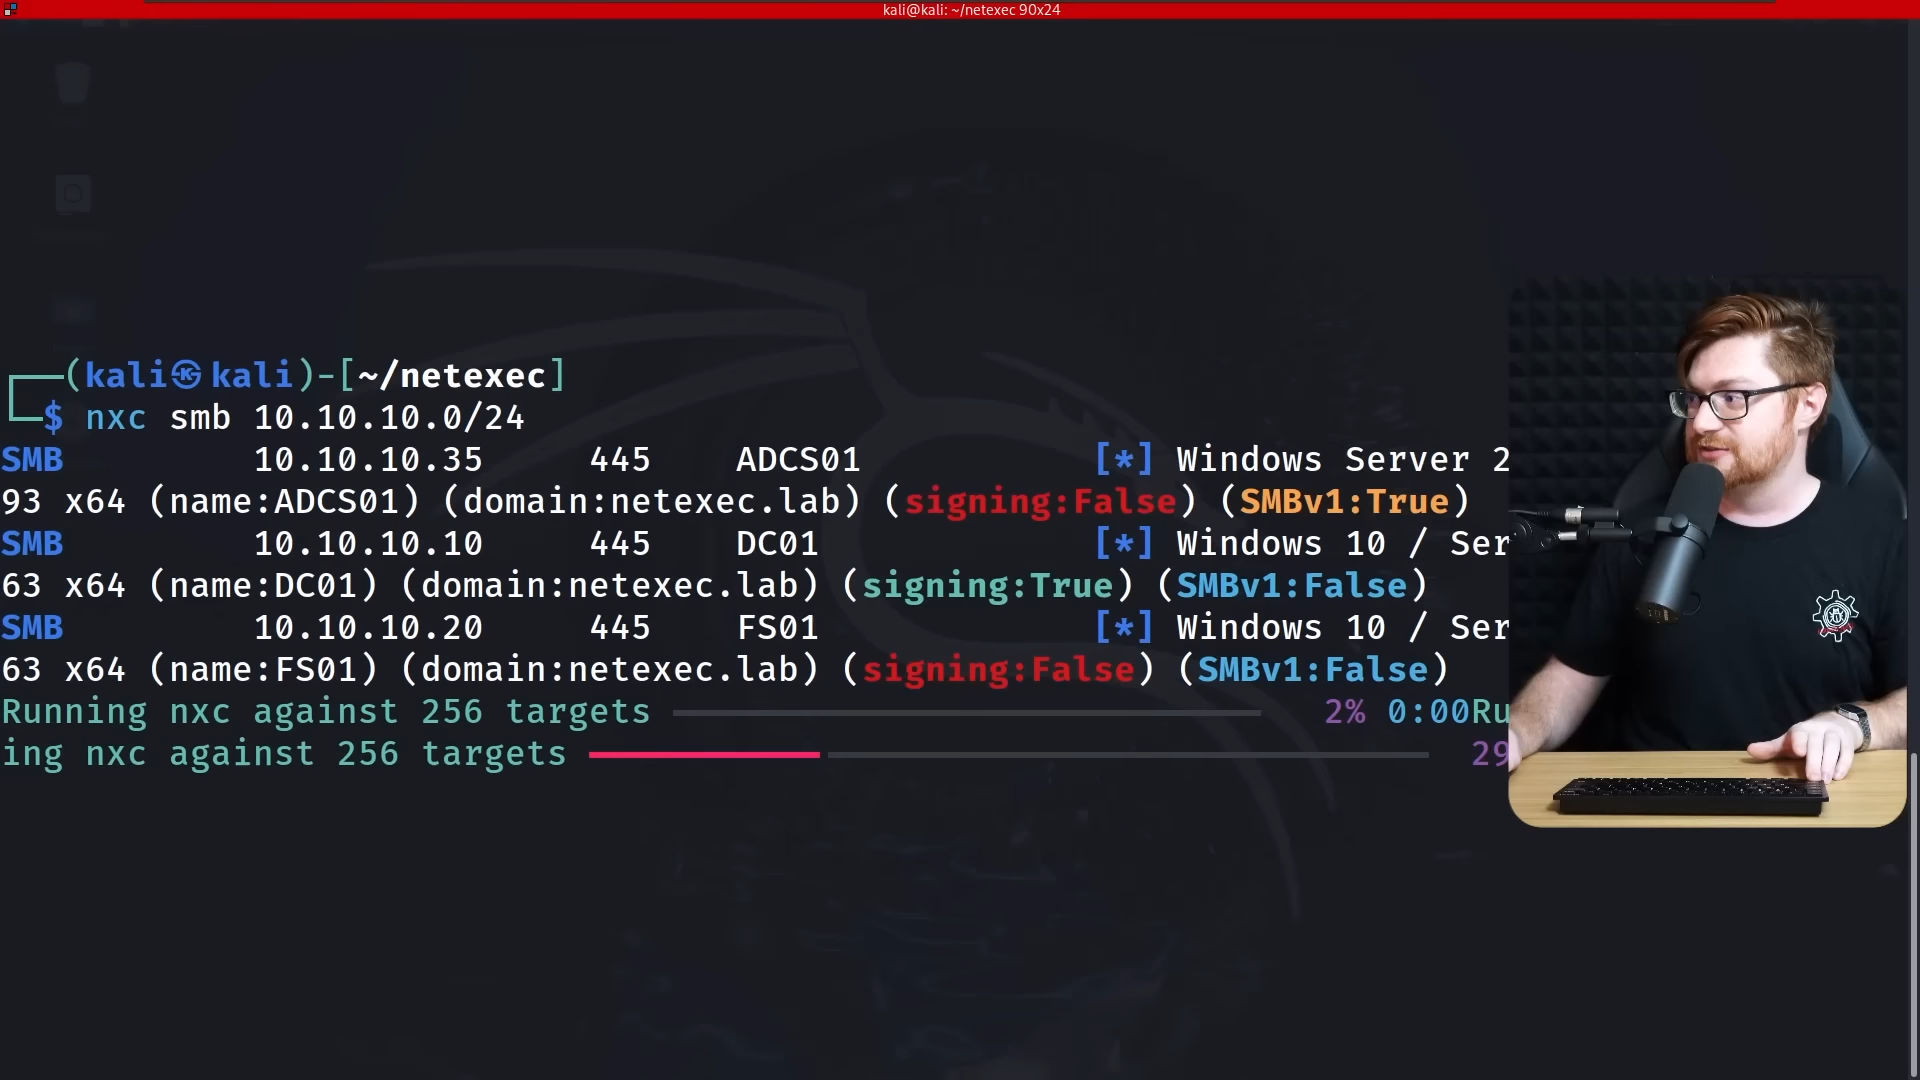 kali@kali: ~/netexec 90x24
(kali㉿kali)-[~/netexec]
$ nxc smb 10.10.10.0/24
SMB 10.10.10.35 445 ADCS01 [*] Windows Server 2
93 x64 (name:ADCS01) (domain:netexec.lab) (signing:False) (SMBv1:True)
SMB 10.10.10.10 445 DC01 [*] Windows 10 / Ser
63 x64 (name:DC01) (domain:netexec.lab) (signing:True) (SMBv1:False)
SMB 10.10.10.20 445 FS01 [*] Windows 10 / Ser
63 x64 (name:FS01) (domain:netexec.lab) (signing:False) (SMBv1:False)
Running nxc against 256 targets 2% 0:00Ru
ing nxc against 256 targets 29